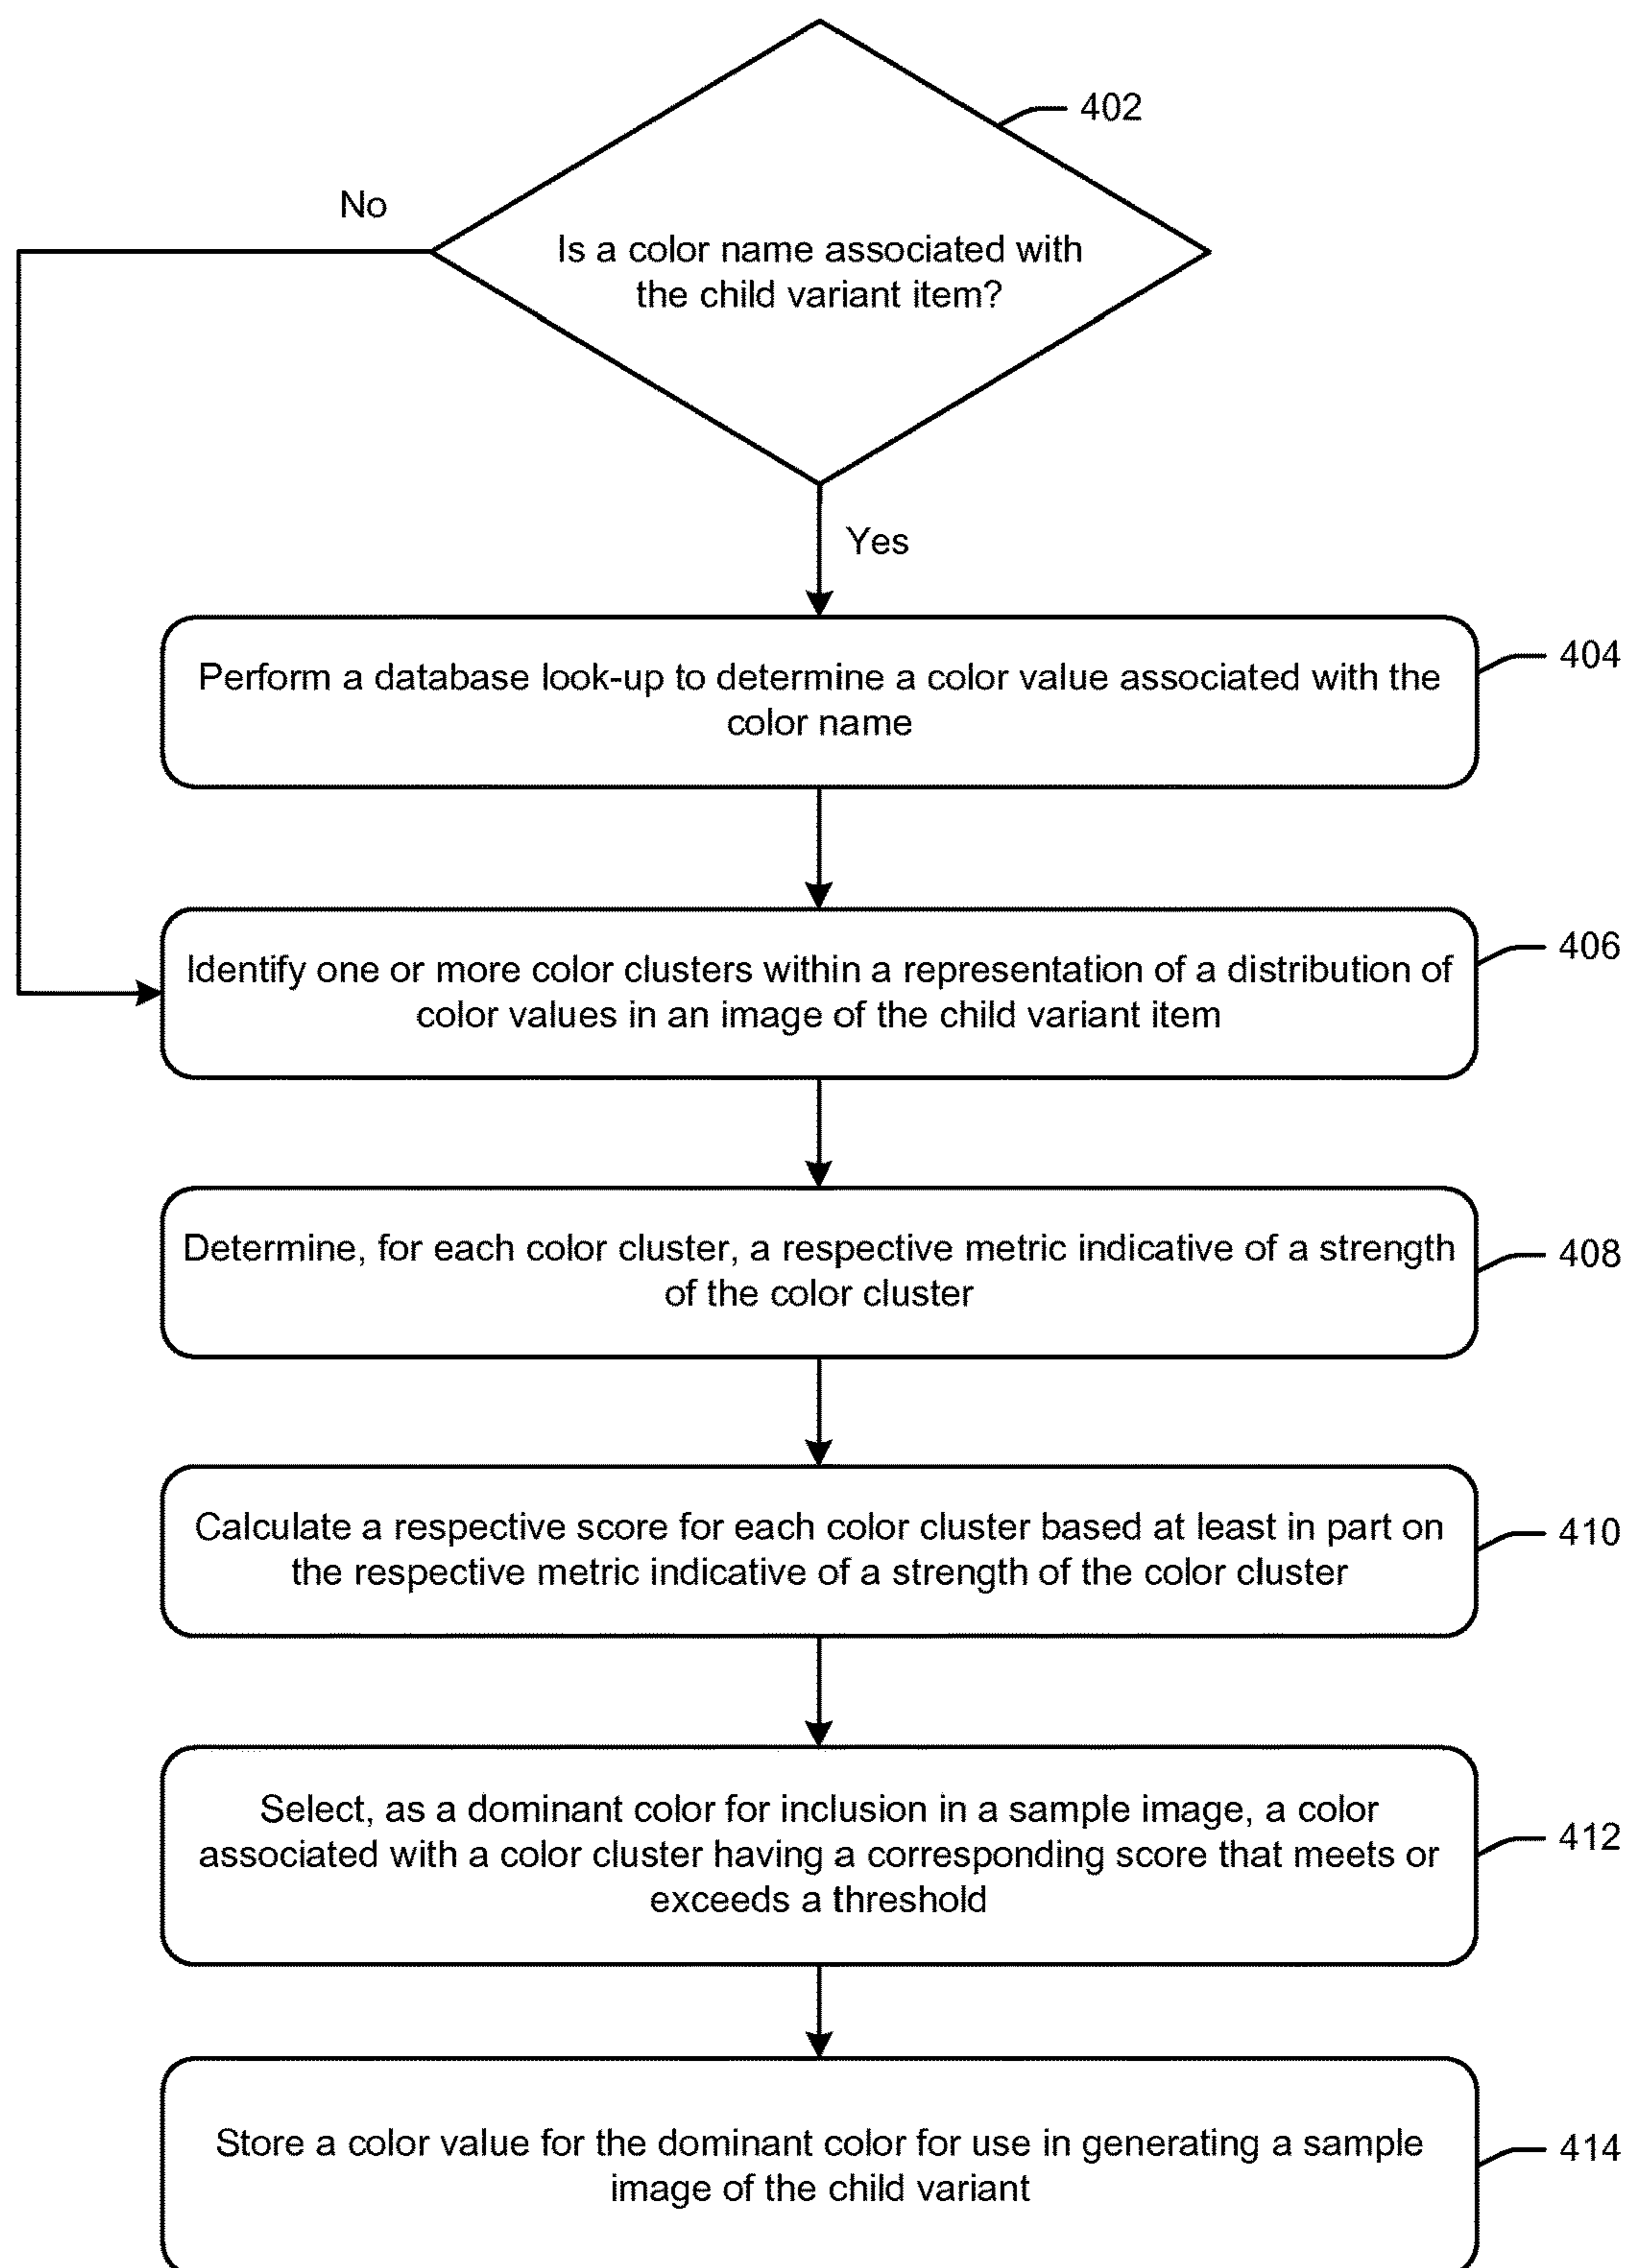 402
No
Is a color name associated with
the child variant item?
Yes
404
Perform a database look-up to determine a color value associated with the
color name
406
Identify one or more color clusters within a representation of a distribution of
color values in an image of the child variant item
408
Determine, for each color cluster, a respective metric indicative of a strength
of the color cluster
410
Calculate a respective score for each color cluster based at least in part on
the respective metric indicative of a strength of the color cluster
412
Select, as a dominant color for inclusion in a sample image, a color
associated with a color cluster having a corresponding score that meets or
exceeds a threshold
414
Store a color value for the dominant color for use in generating a sample
image of the child variant